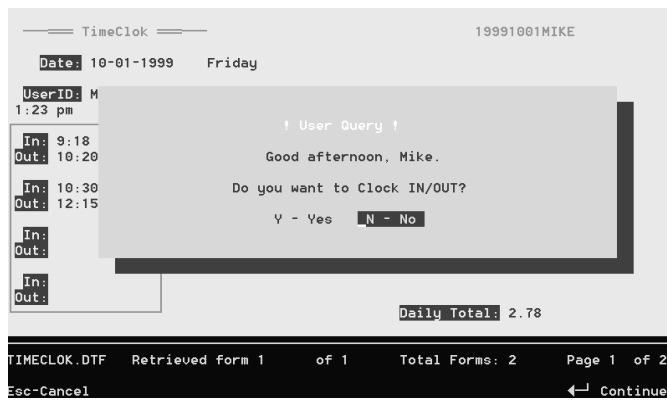 TimeClok 19991001MIKE
Date: 10-01-1999 Friday
UserID: M
1:23 pm
! User Query !
In: 9:18
Out: 10:20
Good afternoon, Mike.
In: 10:30
Do you want to Clock IN/OUT?
Out: 12:15
Y - Yes N - No
In:
Out:
In:
Out:
Daily Total: 2.78
TIMECLOK.DTF Retrieved form 1 of 1 Total Forms: 2 Page 1 of 2
Esc-Cancel ↵ Continue